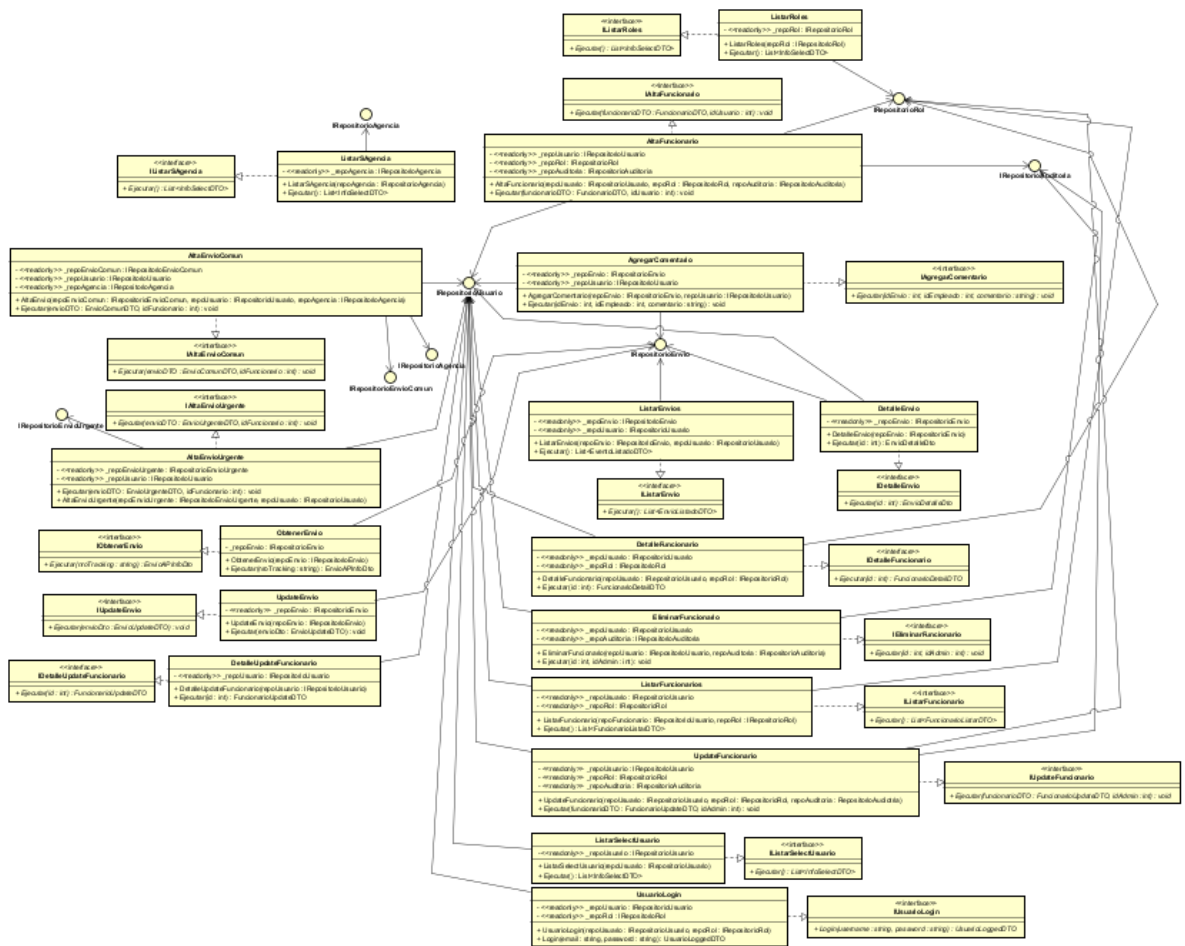 ListarRoles
- <<readonly>> _repoRol : IRepositorioRol
+ ListarRoles(repoRol : IRepositorioRol)
+ Ejecutar() : List<InfoSelectDTO>
<<interface>>
IListarRoles
+ Ejecutar() : List<InfoSelectDTO>
<<interface>>
IAltaFuncionario
+ Ejecutar(funcionarioDTO : FuncionarioDTO, idUsuario : int) : void
IRepositorioRol
IRepositorioAgencia
AltaFuncionario
- <<readonly>> _repoUsuario : IRepositorioUsuario
- <<readonly>> _repoRol : IRepositorioRol
- <<readonly>> _repoAuditoria : IRepositorioAuditoria
+ AltaFuncionario(repoUsuario : IRepositorioUsuario, repoRol : IRepositorioRol, repoAuditoria : IRepositorioAuditoria)
+ Ejecutar(funcionarioDTO : FuncionarioDTO, idUsuario : int) : void
IRepositorioAuditoria
<<interface>>
IListarSAgencia
+ Ejecutar() : List<InfoSelectDTO>
ListarSAgencia
- <<readonly>> _repoAgencia : IRepositorioAgencia
+ ListarSAgencia(repoAgencia : IRepositorioAgencia)
+ Ejecutar() : List<InfoSelectDTO>
AltaEnvioComun
- <<readonly>> _repoEnvioComun : IRepositorioEnvioComun
- <<readonly>> _repoUsuario : IRepositorioUsuario
- <<readonly>> _repoAgencia : IRepositorioAgencia
+ AltaEnvio(repoEnvioComun : IRepositorioEnvioComun, repoUsuario : IRepositorioUsuario, repoAgencia : IRepositorioAgencia)
+ Ejecutar(envioDTO : EnvioComunDTO, idFuncionario : int) : void
IRepositorioUsuario
AgregarComentario
- <<readonly>> _repoEnvio : IRepositorioEnvio
- <<readonly>> _repoUsuario : IRepositorioUsuario
+ AgregarComentario(repoEnvio : IRepositorioEnvio, repoUsuario : IRepositorioUsuario)
+ Ejecutar(idEnvio : int, idEmpleado : int, comentario : string) : void
<<interface>>
IAgregarComentario
+ Ejecutar(idEnvio : int, idEmpleado : int, comentario : string) : void
<<interface>>
IAltaEnvioComun
+ Ejecutar(envioDTO : EnvioComunDTO, idFuncionario : int) : void
IRepositorioAgencia
IRepositorioEnvioComun
IRepositorioEnvio
<<interface>>
IAltaEnvioUrgente
+ Ejecutar(envioDTO : EnvioUrgenteDTO, idFuncionario : int) : void
IRepositorioEnvioUrgente
AltaEnvioUrgente
- <<readonly>> _repoEnvioUrgente : IRepositorioEnvioUrgente
- <<readonly>> _repoUsuario : IRepositorioUsuario
+ Ejecutar(envioDTO : EnvioUrgenteDTO, idFuncionario : int) : void
+ AltaEnvioUrgente(repoEnvioUrgente : IRepositorioEnvioUrgente, repoUsuario : IRepositorioUsuario)
ListarEnvios
- <<readonly>> _repoEnvio : IRepositorioEnvio
- <<readonly>> _repoUsuario : IRepositorioUsuario
+ ListarEnvios(repoEnvio : IRepositorioEnvio, repoUsuario : IRepositorioUsuario)
+ Ejecutar() : List<EventoListadoDTO>
DetalleEnvio
- <<readonly>> _repoEnvio : IRepositorioEnvio
+ DetalleEnvio(repoEnvio : IRepositorioEnvio)
+ Ejecutar(id : int) : EnvioDetalleDto
<<interface>>
IListarEnvio
+ Ejecutar() : List<EnvioListadoDTO>
<<interface>>
IDetalleEnvio
+ Ejecutar(id : int) : EnvioDetalleDto
<<interface>>
IObtenerEnvio
+ Ejecutar(nroTracking : string) : EnvioAPInfoDto
ObtenerEnvio
- _repoEnvio : IRepositorioEnvio
+ ObtenerEnvio(repoEnvio : IRepositorioEnvio)
+ Ejecutar(nroTracking : string) : EnvioAPInfoDto
DetalleFuncionario
- <<readonly>> _repoUsuario : IRepositorioUsuario
- <<readonly>> _repoRol : IRepositorioRol
+ DetalleFuncionario(repoUsuario : IRepositorioUsuario, repoRol : IRepositorioRol)
+ Ejecutar(id : int) : FuncionarioDetallDTO
<<interface>>
IDetalleFuncionario
+ Ejecutar(id : int) : FuncionarioDetallDTO
<<interface>>
IUpdateEnvio
+ Ejecutar(envioDto : EnvioUpdateDTO) : void
UpdateEnvio
- <<readonly>> _repoEnvio : IRepositorioEnvio
+ UpdateEnvio(repoEnvio : IRepositorioEnvio)
+ Ejecutar(envioDto : EnvioUpdateDTO) : void
EliminarFuncionario
- <<readonly>> _repoUsuario : IRepositorioUsuario
- <<readonly>> _repoAuditoria : IRepositorioAuditoria
+ EliminarFuncionario(repoUsuario : IRepositorioUsuario, repoAuditoria : IRepositorioAuditoria)
+ Ejecutar(id : int, idAdmin : int) : void
<<interface>>
IEliminarFuncionario
+ Ejecutar(id : int, idAdmin : int) : void
<<interface>>
IDetalleUpdateFuncionario
+ Ejecutar(id : int) : FuncionarioUpdateDTO
DetalleUpdateFuncionario
- <<readonly>> _repoUsuario : IRepositorioUsuario
+ DetalleUpdateFuncionario(repoUsuario : IRepositorioUsuario)
+ Ejecutar(id : int) : FuncionarioUpdateDTO
ListarFuncionarios
- <<readonly>> _repoUsuario : IRepositorioUsuario
- <<readonly>> _repoRol : IRepositorioRol
+ ListarFuncionario(repoFuncionario : IRepositorioUsuario, repoRol : IRepositorioRol)
+ Ejecutar() : List<FuncionarioListarDTO>
<<interface>>
IListarFuncionario
+ Ejecutar() : List<FuncionarioListarDTO>
UpdateFuncionario
- <<readonly>> _repoUsuario : IRepositorioUsuario
- <<readonly>> _repoRol : IRepositorioRol
- <<readonly>> _repoAuditoria : IRepositorioAuditoria
+ UpdateFuncionario(repoUsuario : IRepositorioUsuario, repoRol : IRepositorioRol, repoAuditoria : RepositorioAudiotria)
+ Ejecutar(funcionarioDTO : FuncionarioUpdateDTO, idAdmin : int) : void
<<interface>>
IUpdateFuncionario
+ Ejecutar(funcionarioDTO : FuncionarioUpdateDTO, idAdmin : int) : void
ListarSelectUsuario
- <<readonly>> _repoUsuario : IRepositorioUsuario
+ ListarSelectUsuario(repoUsuario : IRepositorioUsuario)
+ Ejecutar() : List<InfoSelectDTO>
<<interface>>
IListarSelectUsuario
+ Ejecutar() : List<InfoSelectDTO>
UsuarioLogin
- <<readonly>> _repoUsuario : IRepositorioUsuario
- <<readonly>> _repoRol : IRepositorioRol
+ UsuarioLogin(repoUsuario : IRepositorioUsuario, repoRol : IRepositorioRol)
+ Login(email : string, password : string) : UsuarioLoggedDTO
<<interface>>
IUsuarioLogin
+ Login(username : string, password : string) : UsuarioLoggedDTO